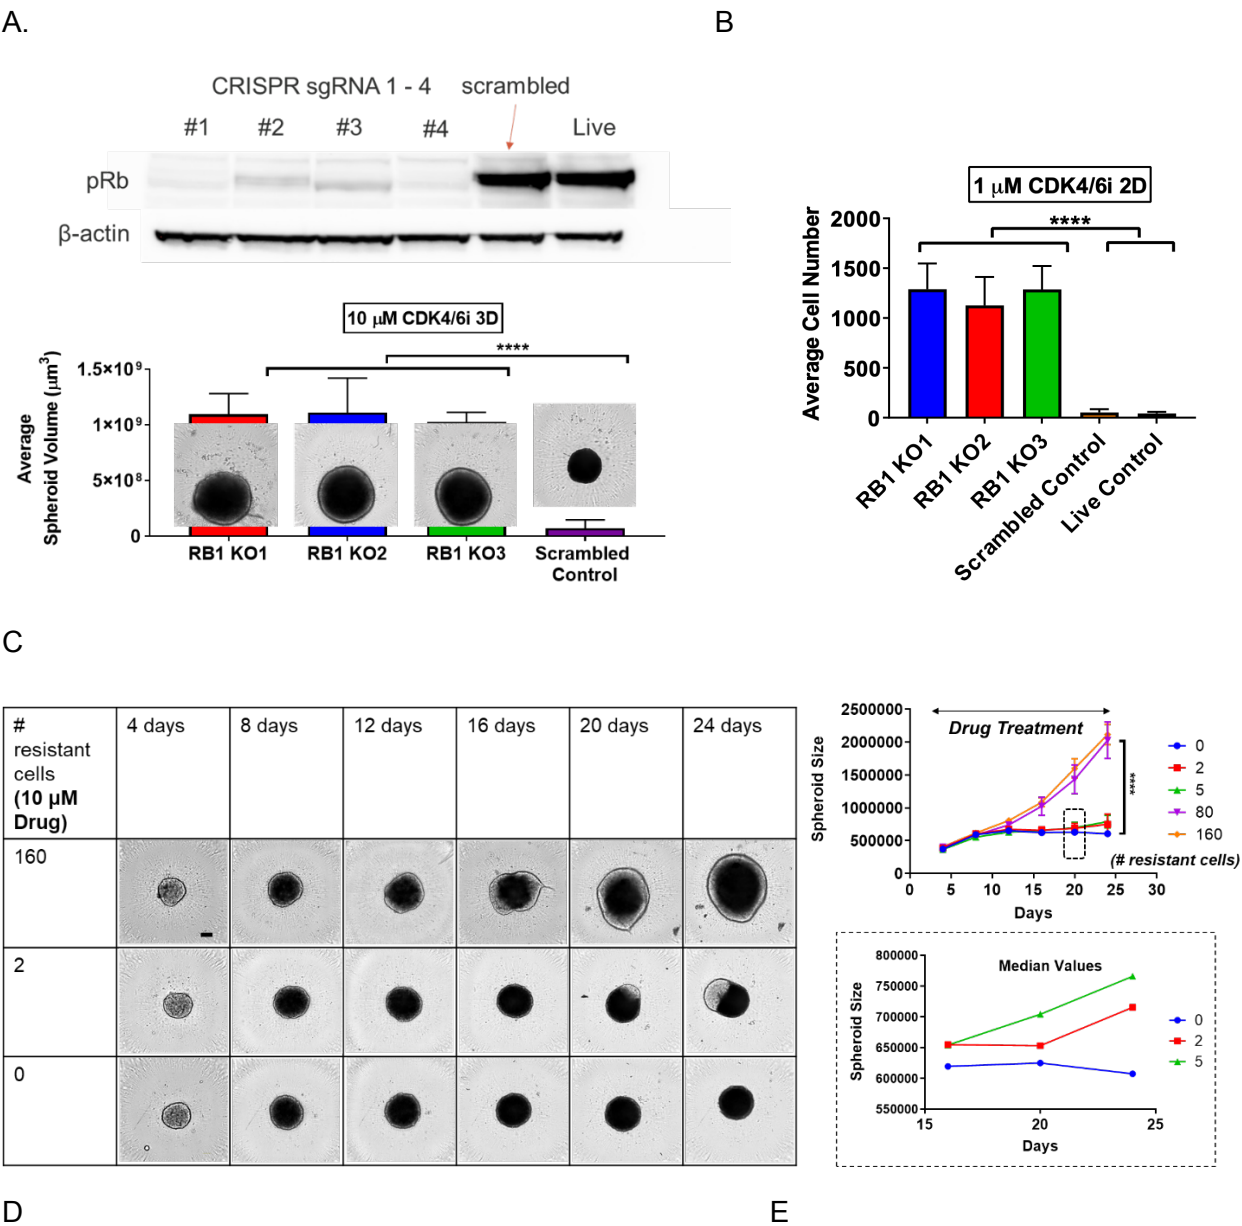 A.
B
CRISPR sgRNA 1 - 4 scrambled
#1 #2 #3 #4 Live
pRb
β-actin
10 μM CDK4/6i 3D
****
Average
Spheroid Volume (μm³)
1.5×10⁹
1×10⁹
5×10⁸
0
RB1 KO1 RB1 KO2 RB1 KO3 Scrambled
Control
1 μM CDK4/6i 2D
****
Average Cell Number
2000
1500
1000
500
0
RB1 KO1
RB1 KO2
RB1 KO3
Scrambled Control
Live Control
C
#
resistant
cells
(10 μM
Drug)
4 days 8 days 12 days 16 days 20 days 24 days
160
2
0
Spheroid Size
2500000
2000000
1500000
1000000
500000
0
Drug Treatment
****
0
2
5
80
160
(# resistant cells)
0 5 10 15 20 25 30
Days
Median Values
Spheroid Size
800000
750000
700000
650000
600000
550000
0
2
5
15 20 25
Days
D
E